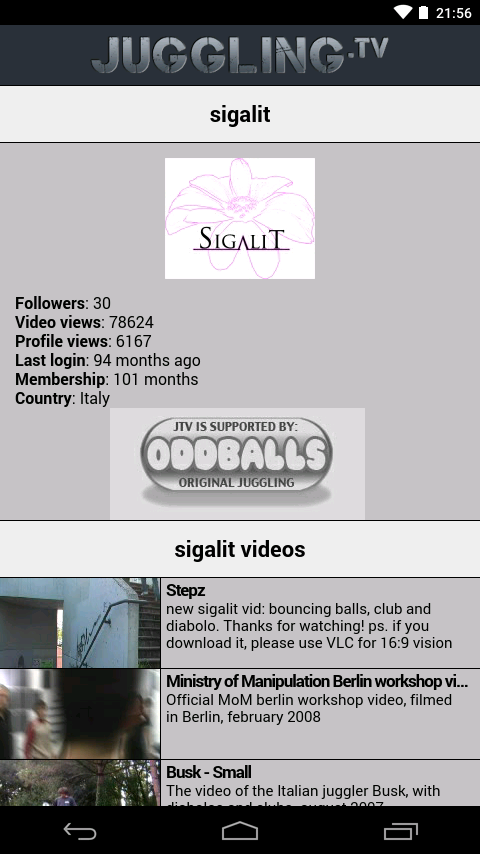 21:56
JUGGLING.TV
sigalit
SIGALIT
Followers: 30
Video views: 78624
Profile views: 6167
Last login: 94 months ago
Membership: 101 months
Country: Italy
JTV IS SUPPORTED BY:
ODDBALLS
ORIGINAL JUGGLING
sigalit videos
Stepz
new sigalit vid: bouncing balls, club and
diabolo. Thanks for watching! ps. if you
download it, please use VLC for 16:9 vision
Ministry of Manipulation Berlin workshop vi...
Official MoM berlin workshop video, filmed
in Berlin, february 2008
Busk - Small
The video of the Italian juggler Busk, with